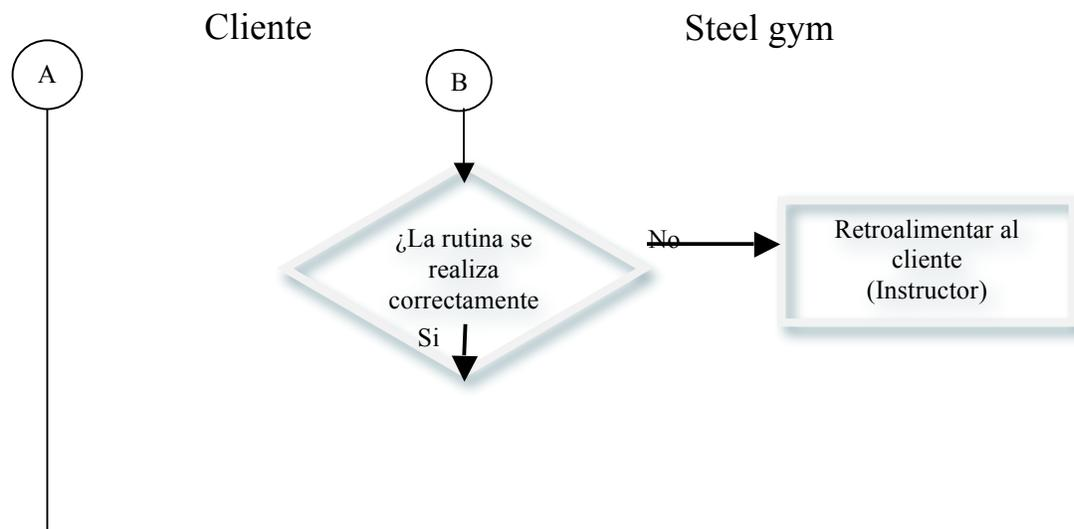 Cliente Steel gym
A
B
¿La rutina se
realiza
correctamente
No
Retroalimentar al
cliente
(Instructor)
Si